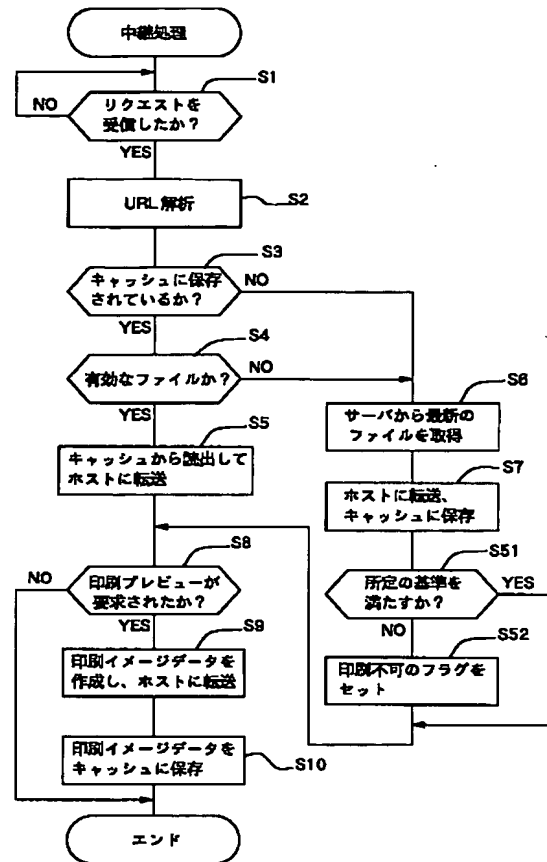 中継処理
S1
リクエストを
受信したか？
NO
YES
URL解析
S2
S3
キャッシュに保存
されているか？
NO
YES
S4
有効なファイルか？
NO
YES
S5
キャッシュから読出して
ホストに転送
S6
サーバから最新の
ファイルを取得
S7
ホストに転送、
キャッシュに保存
S51
所定の基準を
満たすか？
YES
NO
S52
印刷不可のフラグを
セット
S8
印刷プレビューが
要求されたか？
NO
YES
S9
印刷イメージデータを
作成し、ホストに転送
印刷イメージデータを
キャッシュに保存
S10
エンド